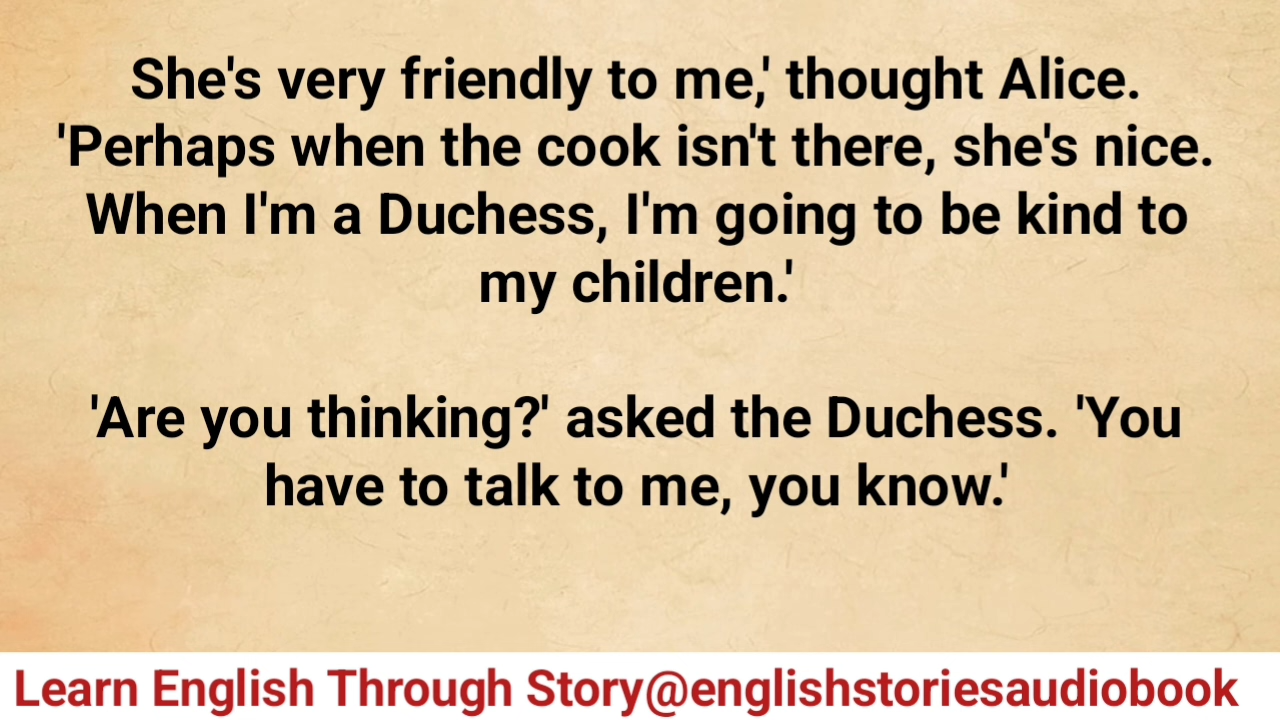 She's very friendly to me,' thought Alice.
'Perhaps when the cook isn't there, she's nice.
When I'm a Duchess, I'm going to be kind to
my children.'
'Are you thinking?' asked the Duchess. 'You
have to talk to me, you know.'
Learn English Through Story@englishstoriesaudiobook